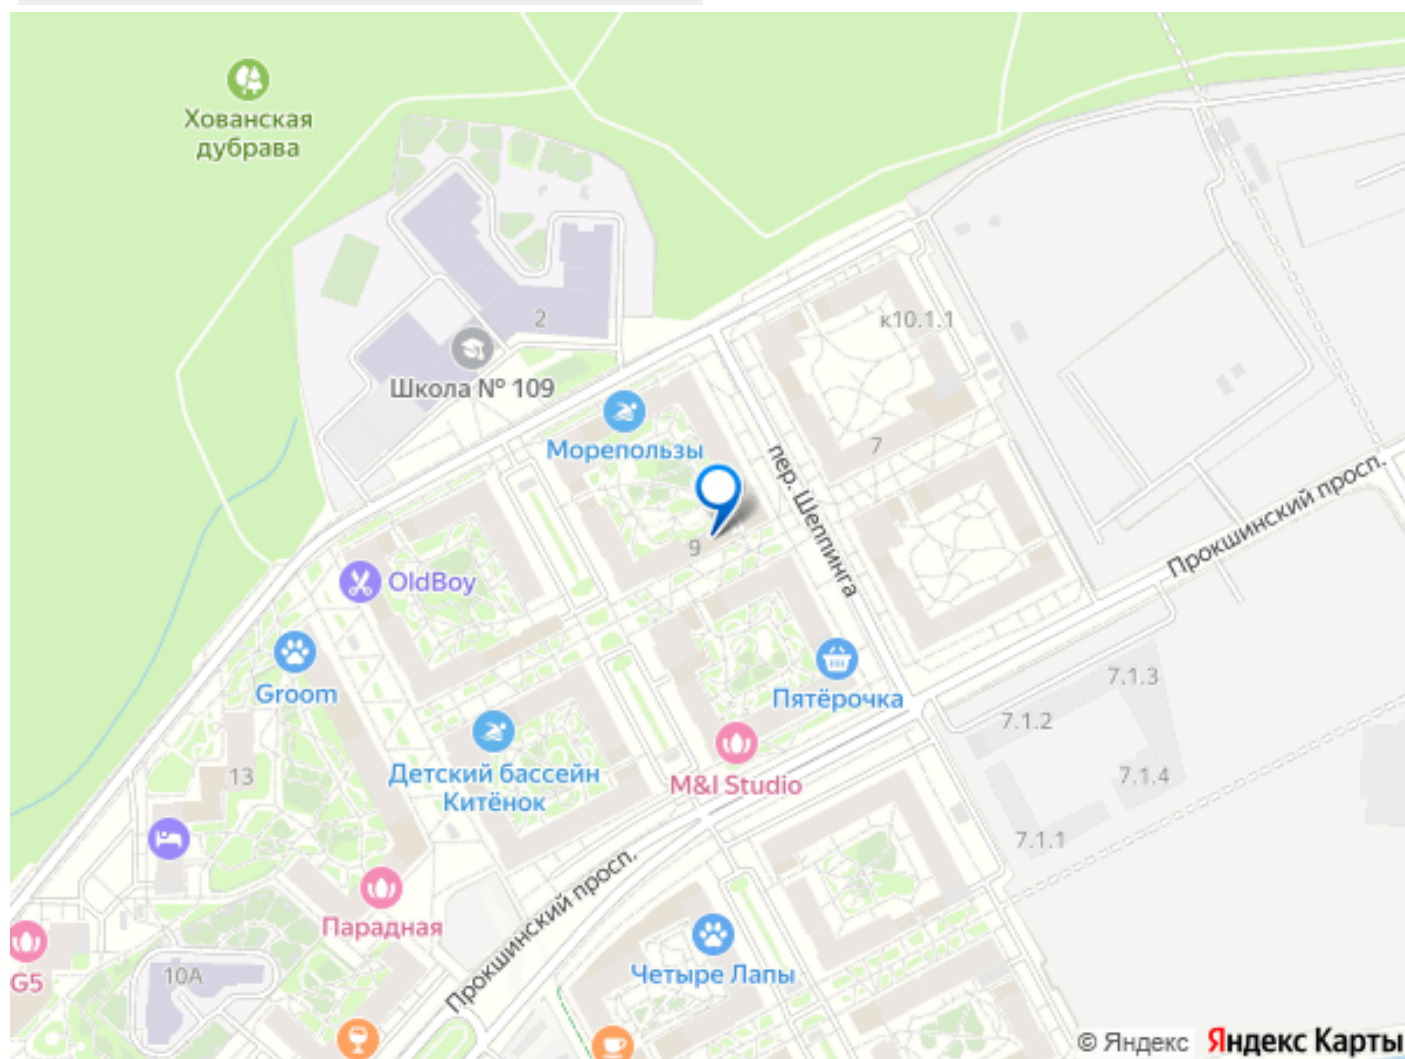 Хованская
дубрава
к10.1.1
2
Школа № 109
Морепользы
7
пер. Шеппинга
Прокшинский просп.
9
OldBoy
Groom
Пятёрочка
7.1.3
7.1.2
M&I Studio
Детский бассейн
Китёнок
13
7.1.4
7.1.1
Прокшинский просп.
Парадная
Четыре Лапы
G5
10А
© Яндекс Яндекс Карты